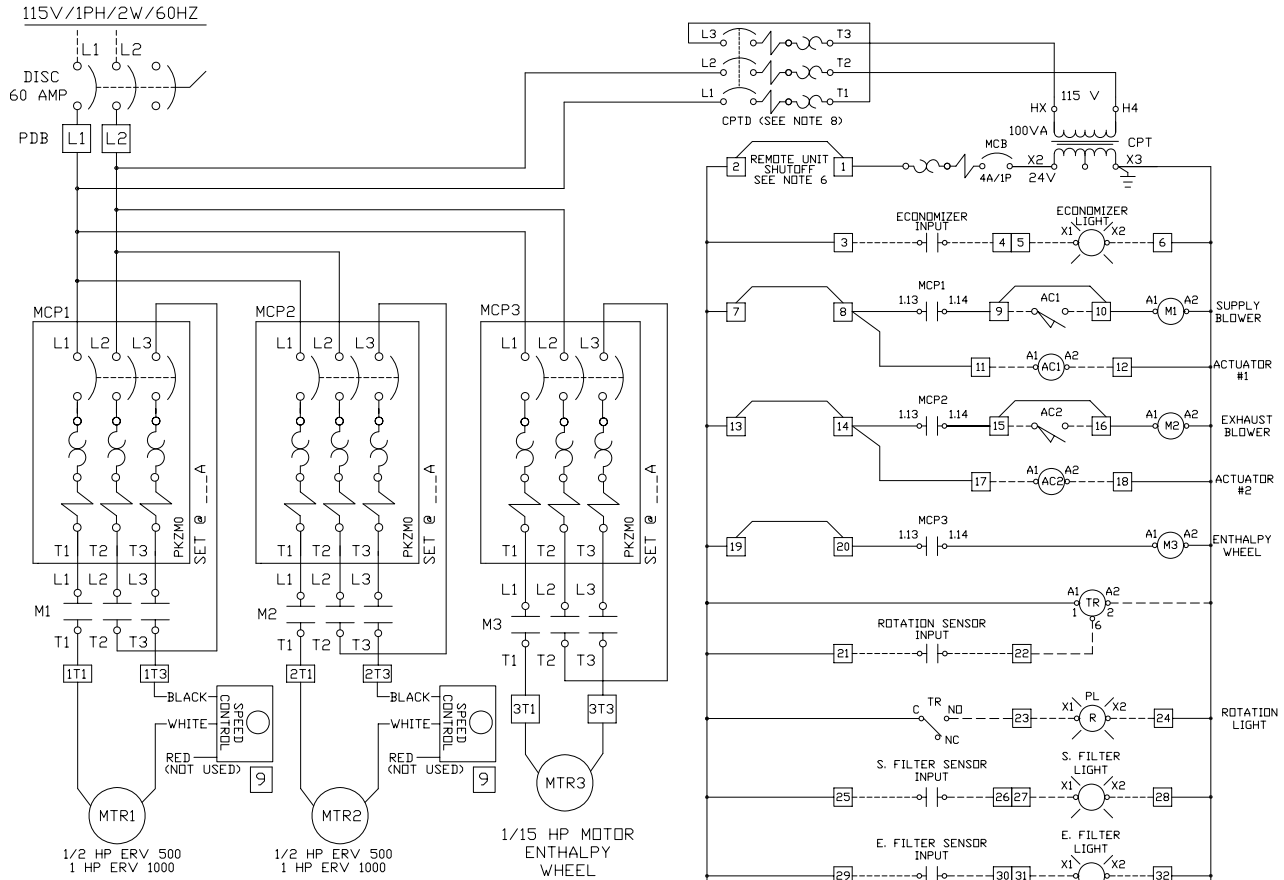 115V/1PH/2W/60HZ
L1 L2
DISC
60 AMP
PDB L1 L2
L3 T3
L2 T2
L1 T1
CPTD (SEE NOTE 8)
115 V
HX H4
100VA CPT
MCB
X2 X3
4A/1P 24V
2 REMOTE UNIT 1
SHUTOFF
SEE NOTE 6
ECONOMIZER
INPUT
ECONOMIZER
LIGHT
X1 X2
3 4 5 6
MCP1
1.13 1.14
AC1
A1 A2
7 8 9 10 M1
SUPPLY
BLOWER
A1 A2
11 AC1 12
ACTUATOR
#1
MCP2
1.13 1.14
AC2
A1 A2
13 14 15 16 M2
EXHAUST
BLOWER
A1 A2
17 AC2 18
ACTUATOR
#2
MCP3
1.13 1.14
A1 A2
19 20 M3
ENTHALPY
WHEEL
A1 A2
TR
1 2
6
ROTATION SENSOR
INPUT
21 22
C TR NO
NC
PL
X1 X2
23 R 24
ROTATION
LIGHT
S. FILTER SENSOR
INPUT
S. FILTER
LIGHT
X1 X2
25 26 27 28
E. FILTER SENSOR
INPUT
E. FILTER
LIGHT
X1 X2
29 30 31 32
MCP1
L1 L2 L3
PKZM0
SET @ ___A
T1 T2 T3
L1 L2 L3
M1
T1 T2 T3
1T1 1T3
BLACK
WHITE
RED
(NOT USED)
SPEED
CONTROL
9
MTR1
1/2 HP ERV 500
1 HP ERV 1000
MCP2
L1 L2 L3
PKZM0
SET @ ___A
T1 T2 T3
L1 L2 L3
M2
T1 T2 T3
2T1 2T3
BLACK
WHITE
RED
(NOT USED)
SPEED
CONTROL
9
MTR2
1/2 HP ERV 500
1 HP ERV 1000
MCP3
L1 L2 L3
PKZM0
SET @ ___A
T1 T2 T3
L1 L2 L3
M3
T1 T2 T3
3T1 3T3
MTR3
1/15 HP MOTOR
ENTHALPY
WHEEL